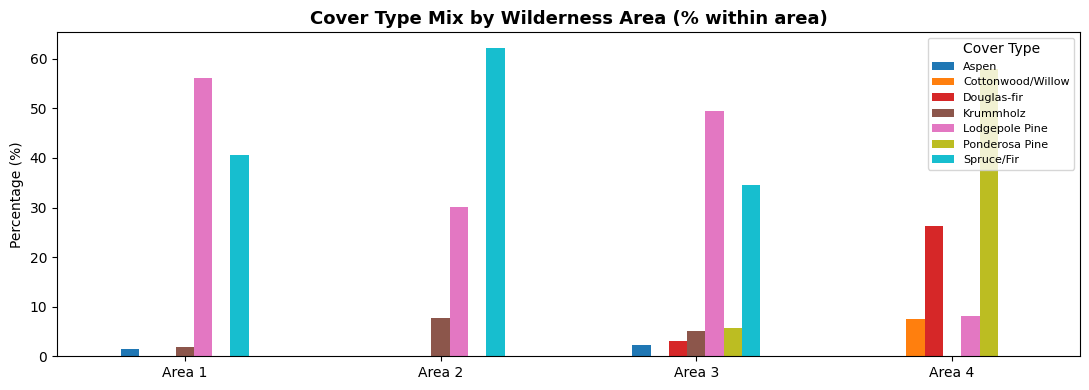 Cover Type Mix by Wilderness Area (% within area)
Percentage (%)
60
50
40
30
20
10
0
Area 1
Area 2
Area 3
Area 4
Cover Type
Aspen
Cottonwood/Willow
Douglas-fir
Krummholz
Lodgepole Pine
Ponderosa Pine
Spruce/Fir